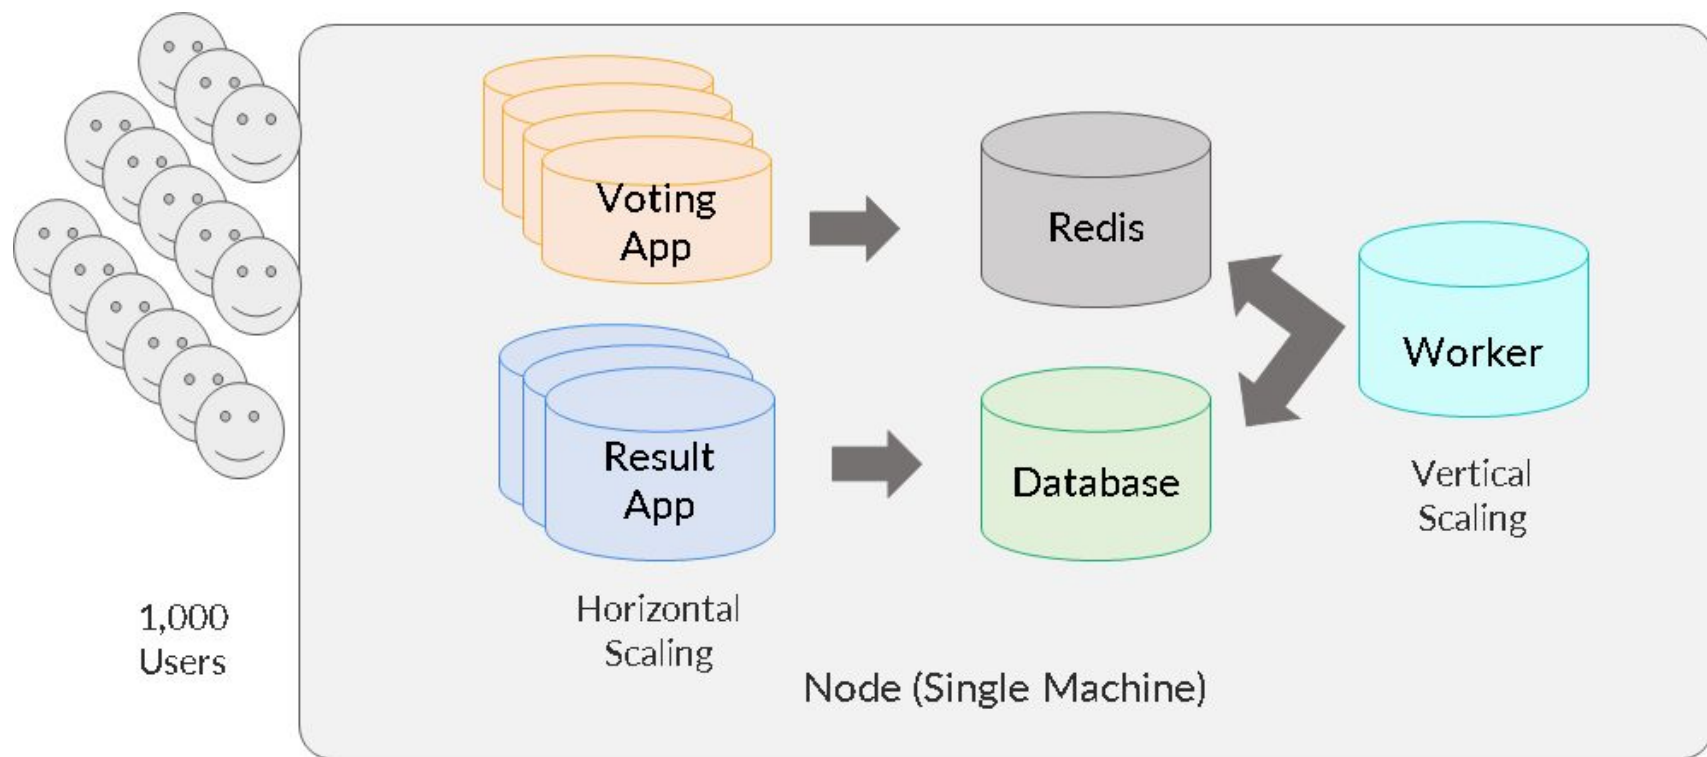 Voting
App
Redis
Worker
Result
App
Database
Vertical
Scaling
Horizontal
Scaling
1,000
Users
Node (Single Machine)